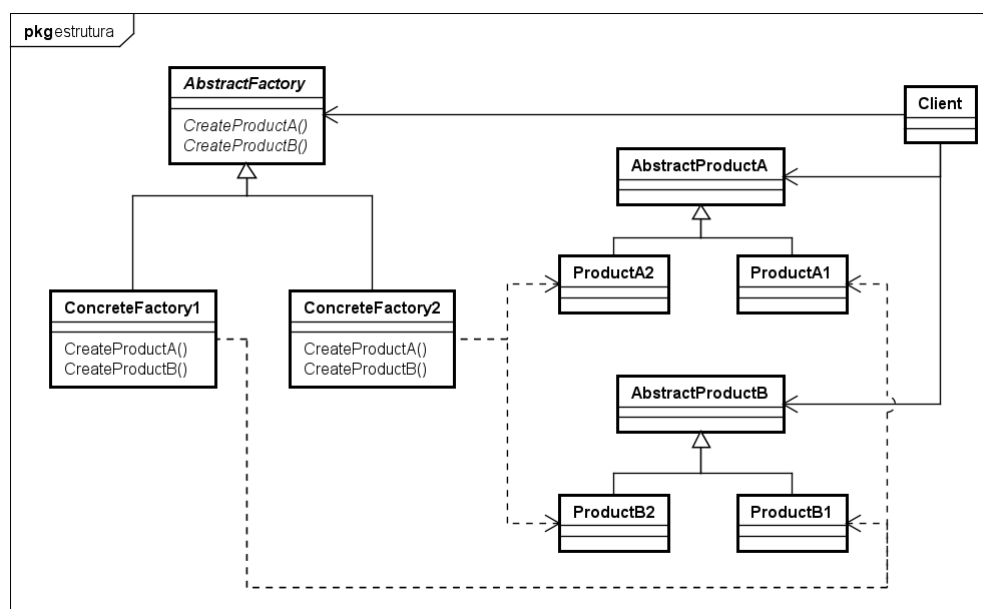 pkg estrutura
AbstractFactory
CreateProductA()
CreateProductB()
Client
AbstractProductA
ProductA2
ProductA1
ConcreteFactory1
CreateProductA()
CreateProductB()
ConcreteFactory2
CreateProductA()
CreateProductB()
AbstractProductB
ProductB2
ProductB1